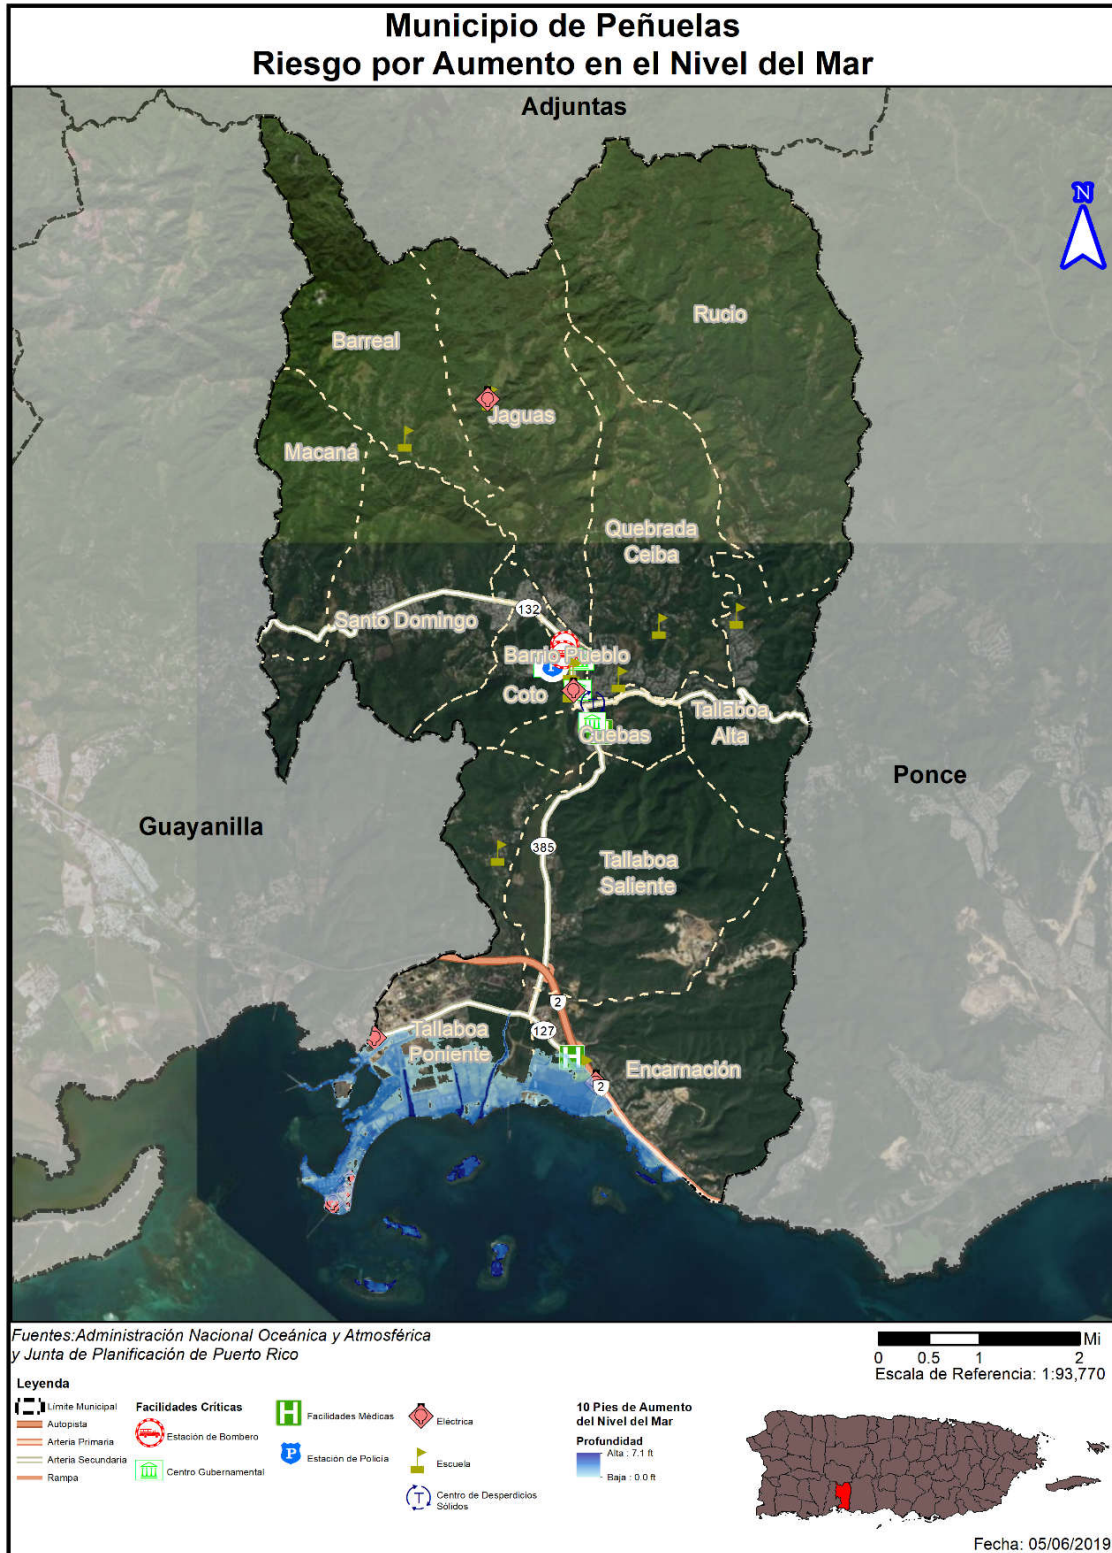 Municipio de Peñuelas
Riesgo por Aumento en el Nivel del Mar
Adjuntas
N
Rucio
Barreal
Jaguas
Macaná
Quebrada
Ceiba
132
Santo Domingo
Barrio Pueblo
P
Coto
Tallaboa
Alta
Cuebas
Ponce
Guayanilla
385
Tallaboa
Saliente
2
127
Tallaboa
Poniente
H
Encarnación
2
Fuentes:Administración Nacional Oceánica y Atmosférica
y Junta de Planificación de Puerto Rico
Mi
0 0.5 1 2
Escala de Referencia: 1:93,770
Leyenda
Límite Municipal
Autopista
Arteria Primaria
Arteria Secundaria
Rampa
Facilidades Críticas
Estación de Bombero
Centro Gubernamental
H Facilidades Médicas
P Estación de Policía
Eléctrica
Escuela
T Centro de Desperdicios
Sólidos
10 Pies de Aumento
del Nivel del Mar
Profundidad
Alta : 7.1 ft
Baja : 0.0 ft
Fecha: 05/06/2019